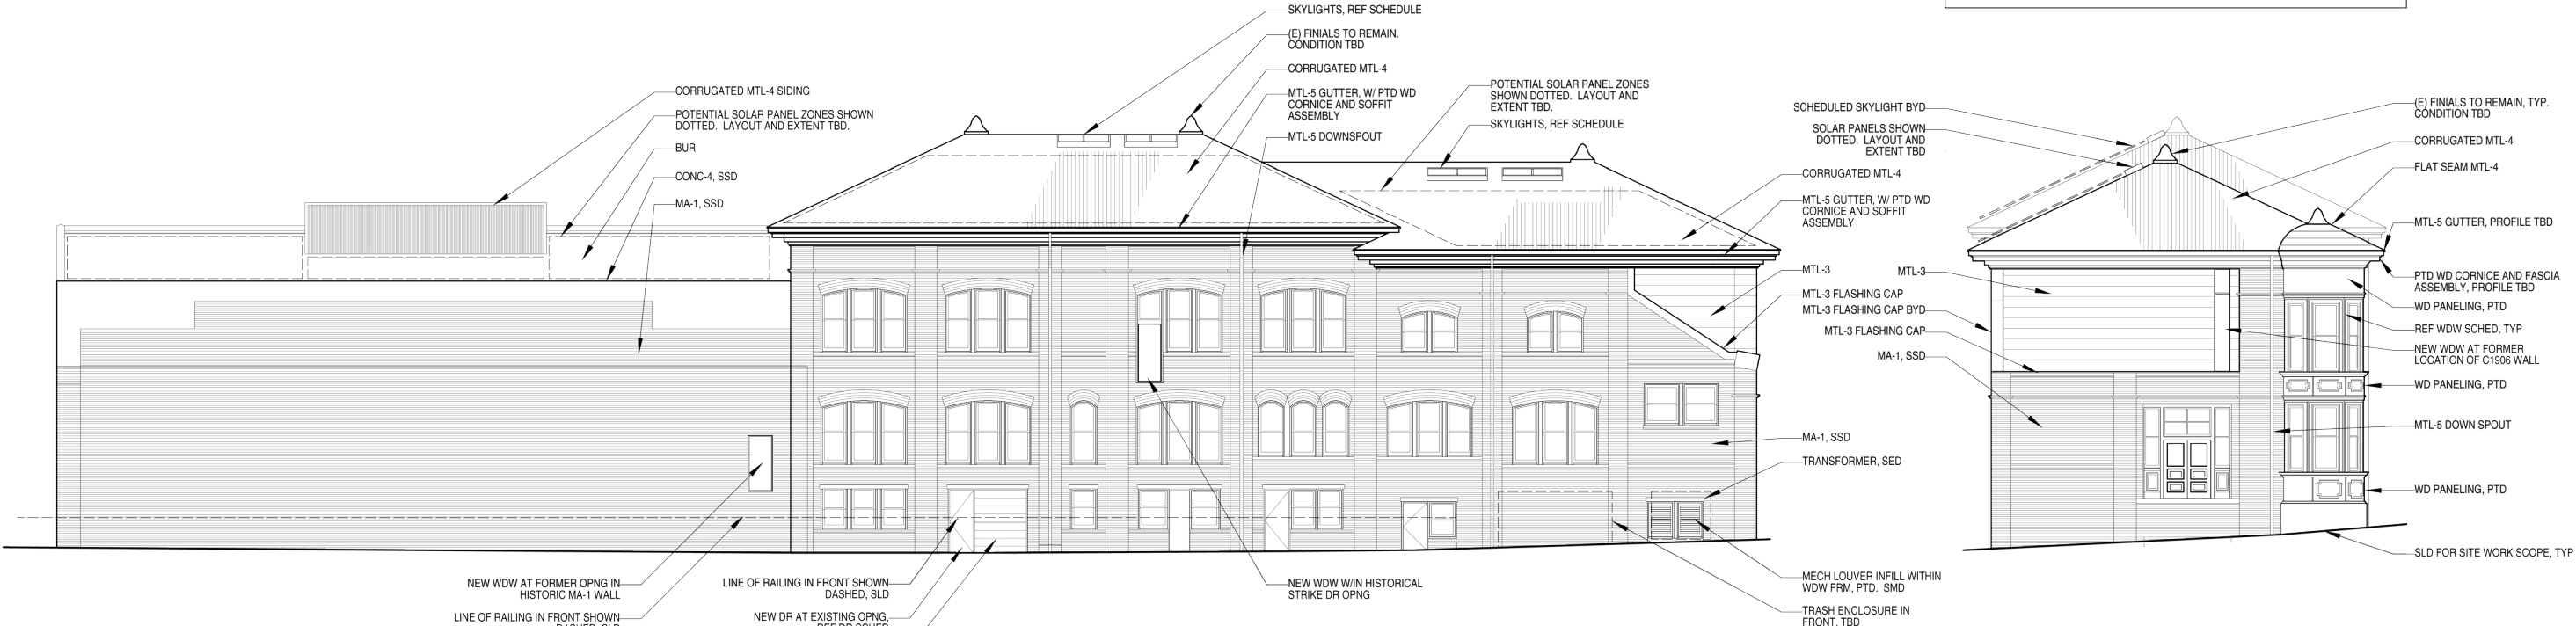 SKYLIGHTS, REF SCHEDULE
(E) FINIALS TO REMAIN.
CONDITION TBD
CORRUGATED MTL-4
MTL-5 GUTTER, W/ PTD WD
CORNICE AND SOFFIT
ASSEMBLY
MTL-5 DOWNSPOUT
CORRUGATED MTL-4 SIDING
POTENTIAL SOLAR PANEL ZONES SHOWN
DOTTED. LAYOUT AND EXTENT TBD.
BUR
CONC-4, SSD
MA-1, SSD
POTENTIAL SOLAR PANEL ZONES
SHOWN DOTTED. LAYOUT AND
EXTENT TBD.
SKYLIGHTS, REF SCHEDULE
CORRUGATED MTL-4
MTL-5 GUTTER, W/ PTD WD
CORNICE AND SOFFIT
ASSEMBLY
MTL-3
MTL-3 FLASHING CAP
MA-1, SSD
TRANSFORMER, SED
MECH LOUVER INFILL WITHIN
WDW FRM, PTD. SMD
TRASH ENCLOSURE IN
FRONT, TBD
NEW WDW AT FORMER OPNG IN
HISTORIC MA-1 WALL
LINE OF RAILING IN FRONT SHOWN
DASHED, SLD
LINE OF RAILING IN FRONT SHOWN
DASHED, SLD
NEW DR AT EXISTING OPNG,
REF DR SCHED
NEW WDW W/IN HISTORICAL
STRIKE DR OPNG
SCHEDULED SKYLIGHT BYD
SOLAR PANELS SHOWN
DOTTED. LAYOUT AND
EXTENT TBD
MTL-3
MTL-3 FLASHING CAP BYD
MTL-3 FLASHING CAP
MA-1, SSD
(E) FINIALS TO REMAIN, TYP.
CONDITION TBD
CORRUGATED MTL-4
FLAT SEAM MTL-4
MTL-5 GUTTER, PROFILE TBD
PTD WD CORNICE AND FASCIA
ASSEMBLY, PROFILE TBD
WD PANELING, PTD
REF WDW SCHED, TYP
NEW WDW AT FORMER
LOCATION OF C1906 WALL
WD PANELING, PTD
MTL-5 DOWN SPOUT
WD PANELING, PTD
SLD FOR SITE WORK SCOPE, TYP